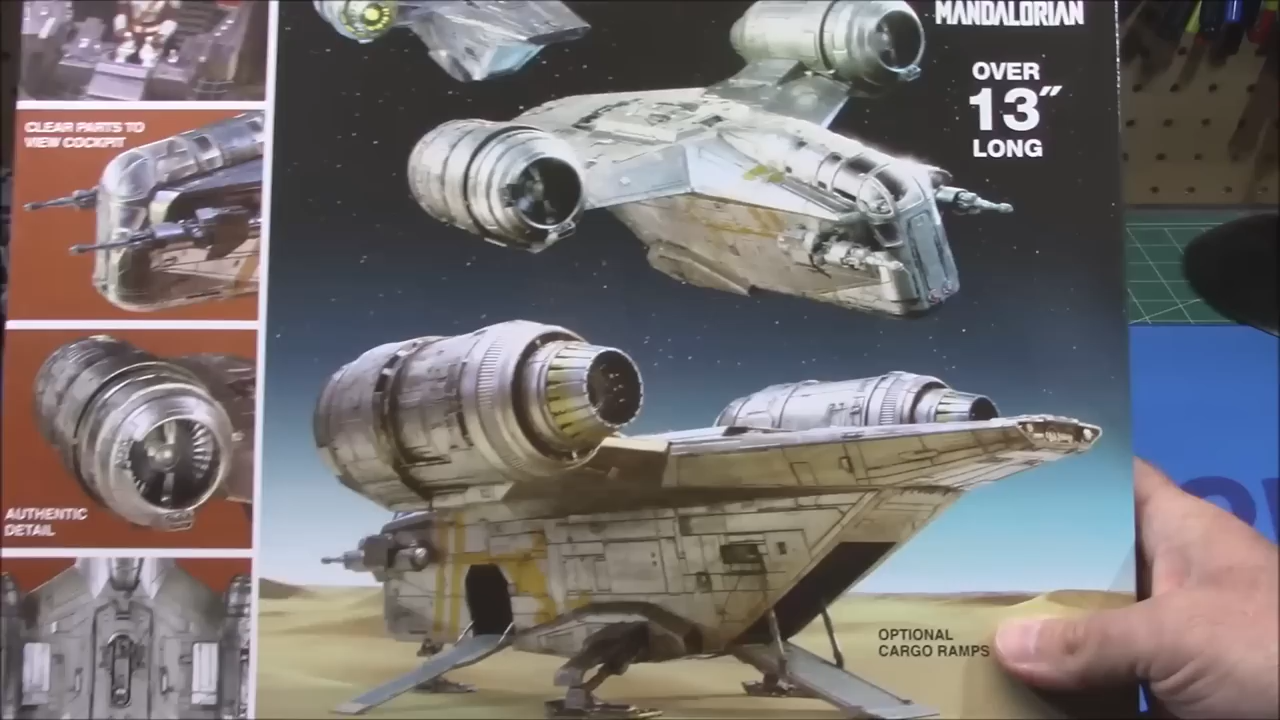 MANDALORIAN
OVER
13″
LONG
CLEAR PARTS TO
VIEW COCKPIT
AUTHENTIC
DETAIL
OPTIONAL
CARGO RAMPS